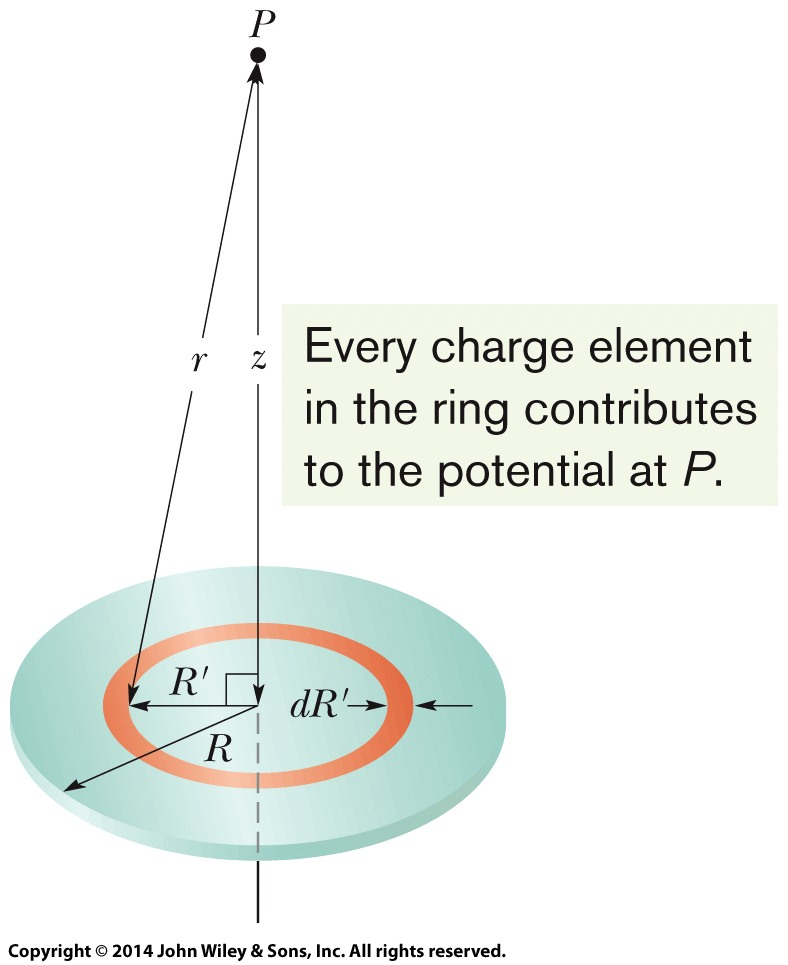 P
r
z
Every charge element
in the ring contributes
to the potential at P.
R'
dR'
R
Copyright © 2014 John Wiley & Sons, Inc. All rights reserved.